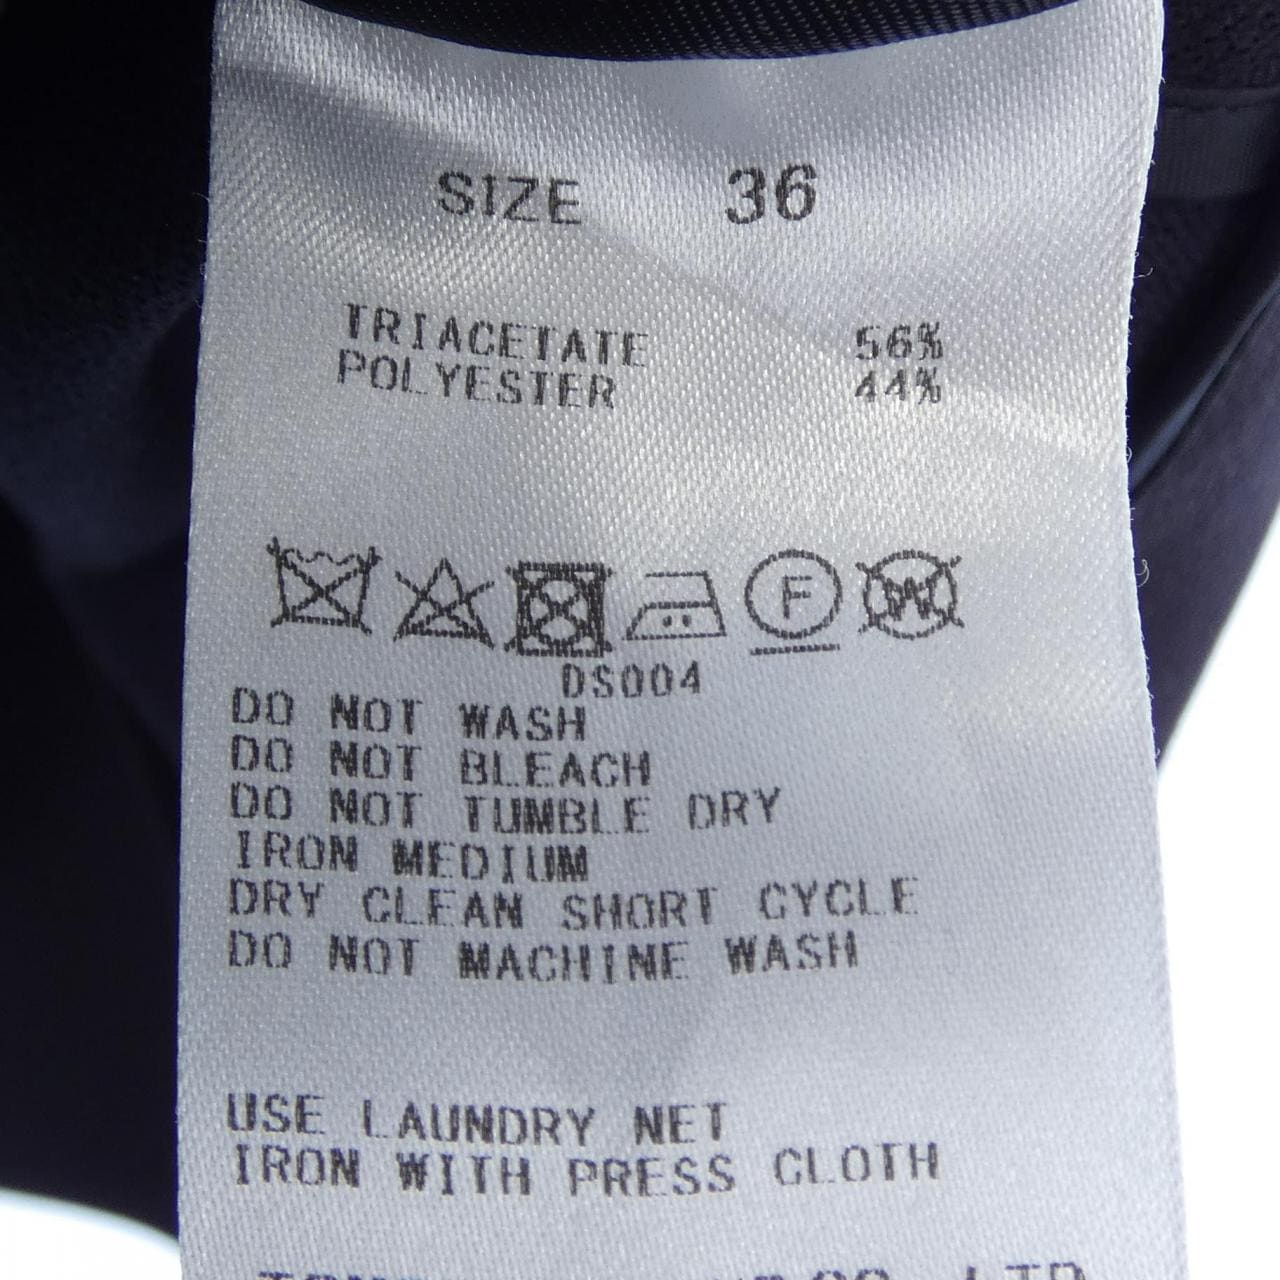 SIZE 36
TRIACETATE 56%
POLYESTER 44%
F W
DS004
DO NOT WASH
DO NOT BLEACH
DO NOT TUMBLE DRY
IRON MEDIUM
DRY CLEAN SHORT CYCLE
DO NOT MACHINE WASH
USE LAUNDRY NET
IRON WITH PRESS CLOTH
LTD